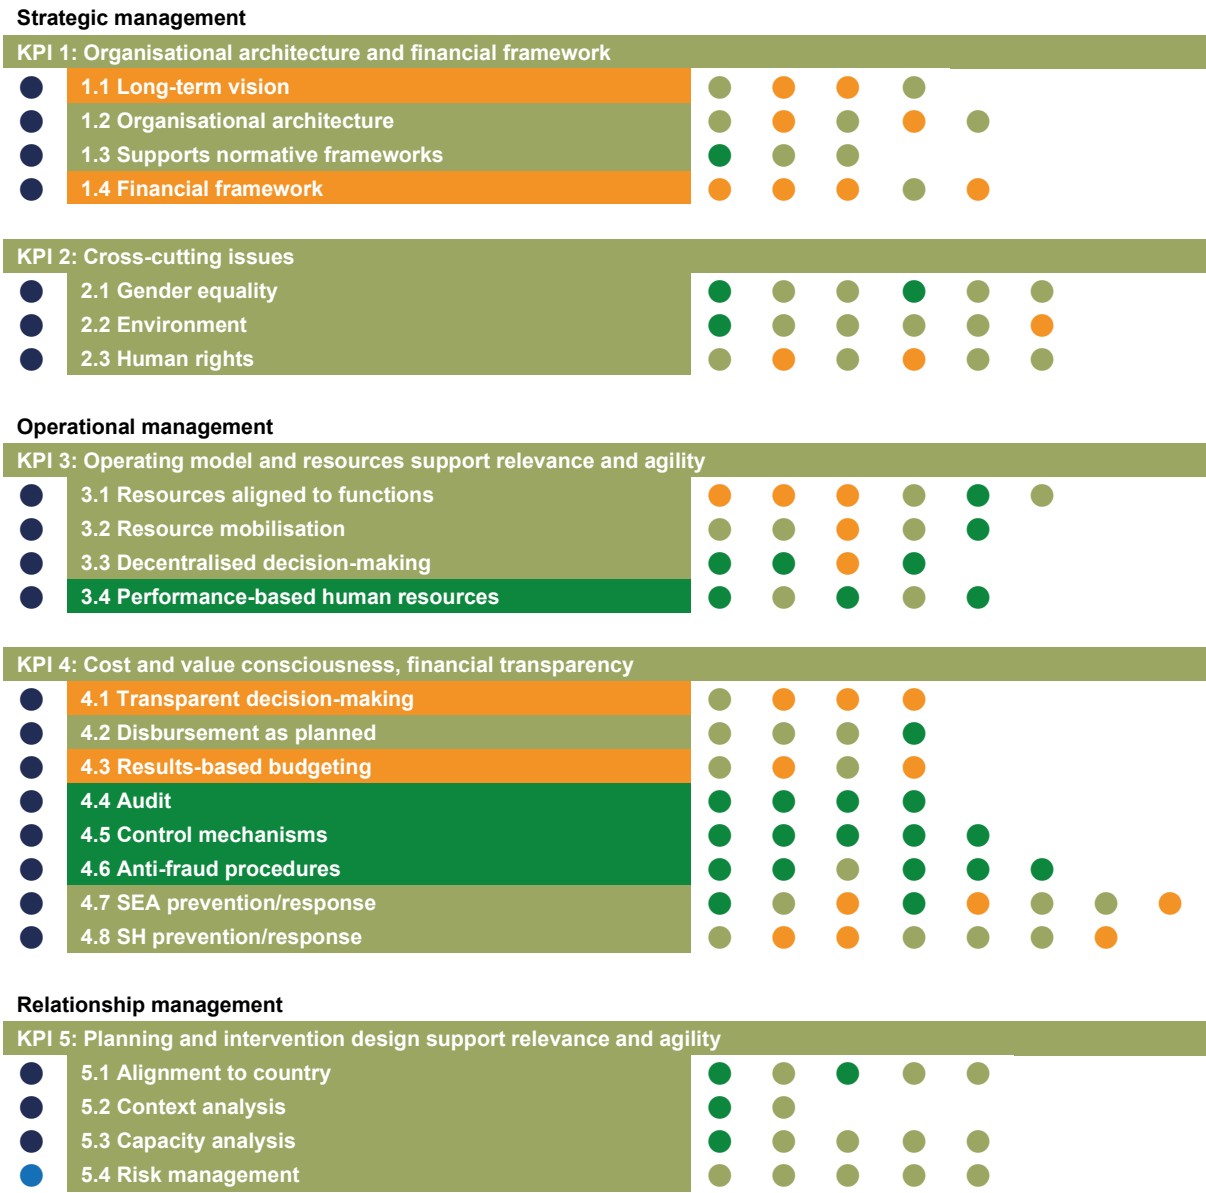 Strategic management
KPI 1: Organisational architecture and financial framework
1.1 Long-term vision
1.2 Organisational architecture
1.3 Supports normative frameworks
1.4 Financial framework
KPI 2: Cross-cutting issues
2.1 Gender equality
2.2 Environment
2.3 Human rights
Operational management
KPI 3: Operating model and resources support relevance and agility
3.1 Resources aligned to functions
3.2 Resource mobilisation
3.3 Decentralised decision-making
3.4 Performance-based human resources
KPI 4: Cost and value consciousness, financial transparency
4.1 Transparent decision-making
4.2 Disbursement as planned
4.3 Results-based budgeting
4.4 Audit
4.5 Control mechanisms
4.6 Anti-fraud procedures
4.7 SEA prevention/response
4.8 SH prevention/response
Relationship management
KPI 5: Planning and intervention design support relevance and agility
5.1 Alignment to country
5.2 Context analysis
5.3 Capacity analysis
5.4 Risk management